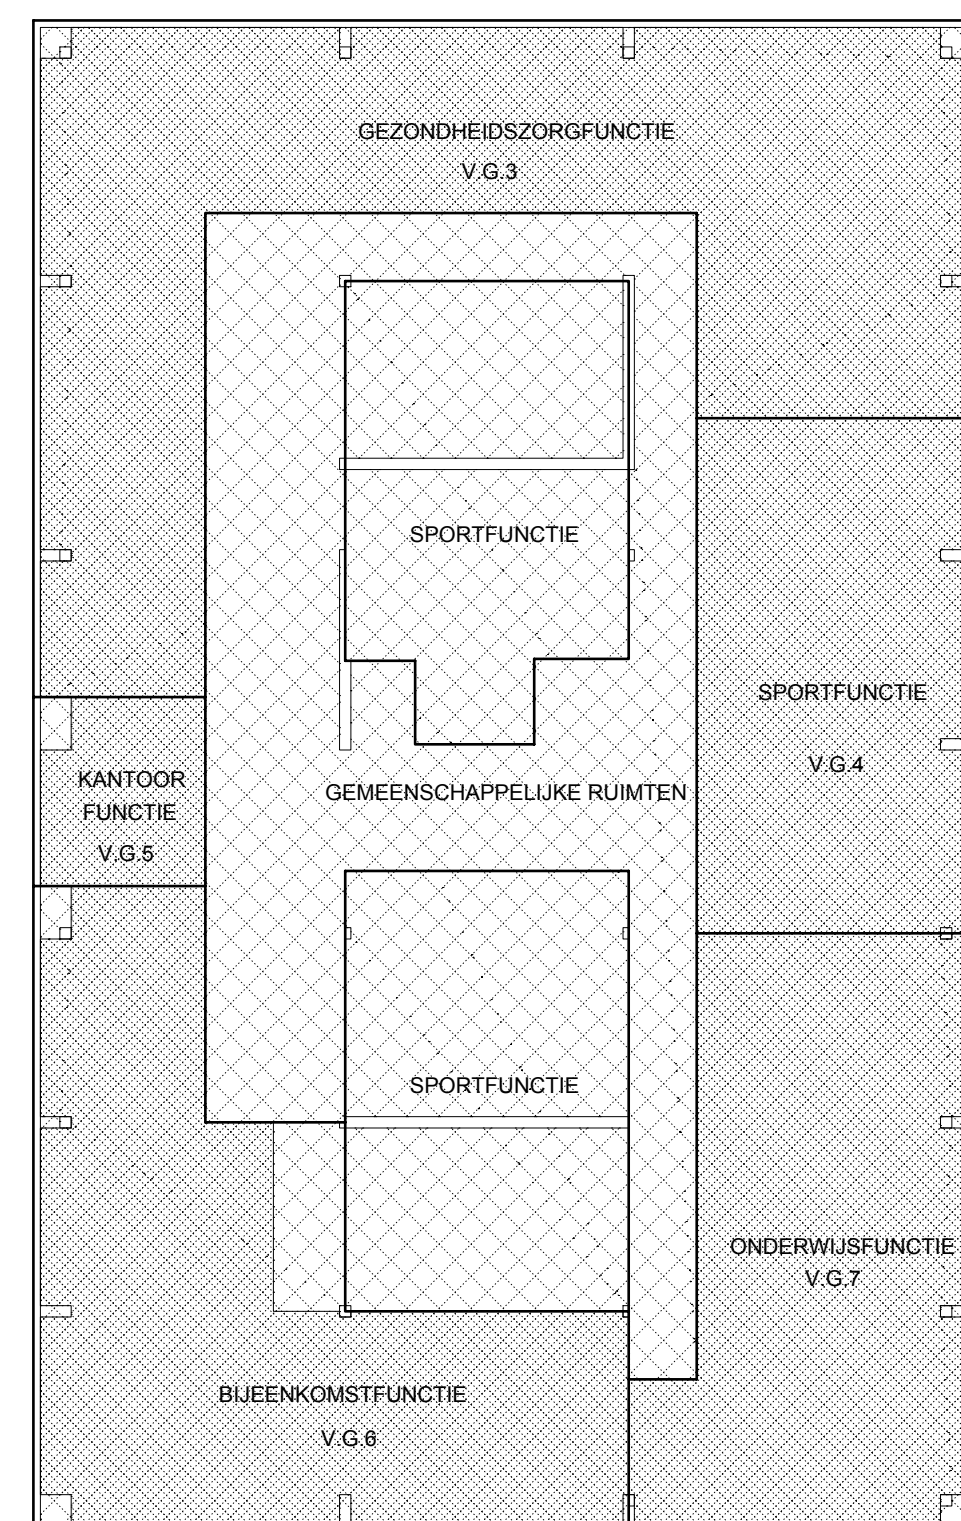 GEZONDHEIDSZORGFUNCTIE
V.G.3
SPORTFUNCTIE
SPORTFUNCTIE
V.G.4
KANTOOR
FUNCTIE
V.G.5
GEMEENSCHAPPELIJKE RUIMTEN
SPORTFUNCTIE
ONDERWIJSFUNCTIE
V.G.7
BIJEENKOMSTFUNCTIE
V.G.6